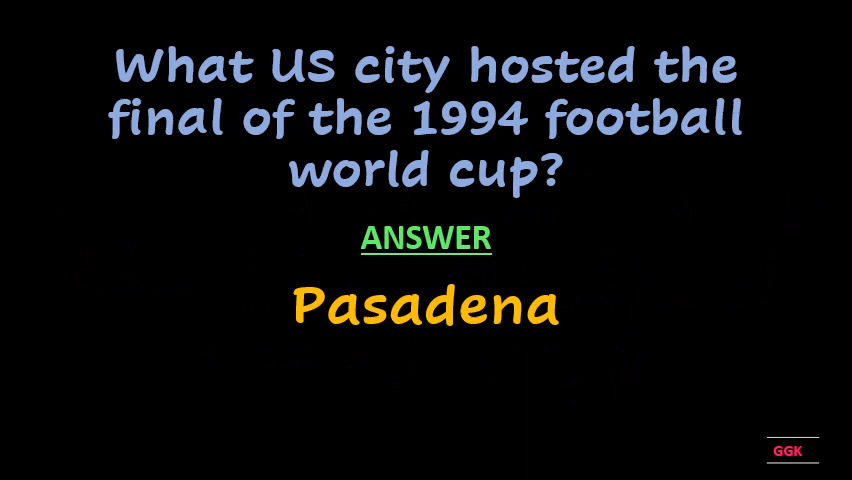 What US city hosted the
final of the 1994 football
world cup?
ANSWER
Pasadena
GGK